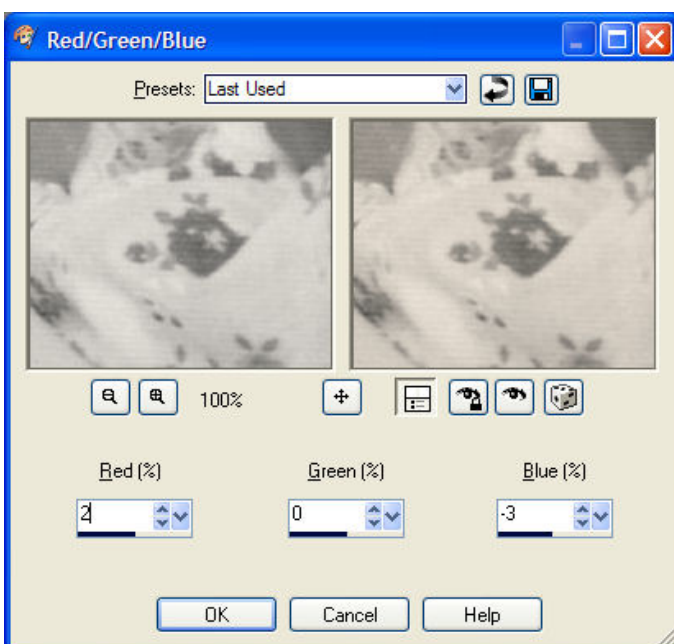 Red/Green/Blue
Presets: Last Used
100%
Red (%) Green (%) Blue (%)
2 0 -3
OK Cancel Help